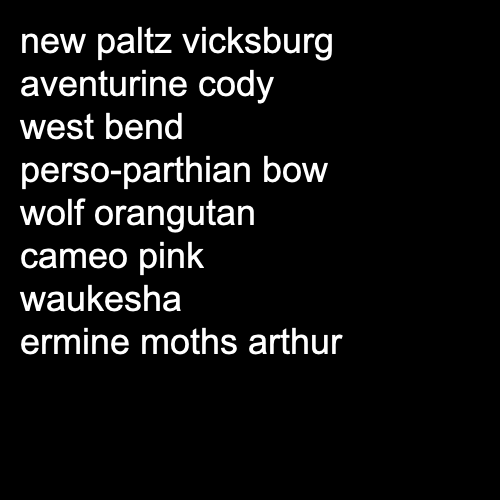 new paltz vicksburg
aventurine cody
west bend
perso-parthian bow
wolf orangutan
cameo pink
waukesha
ermine moths arthur